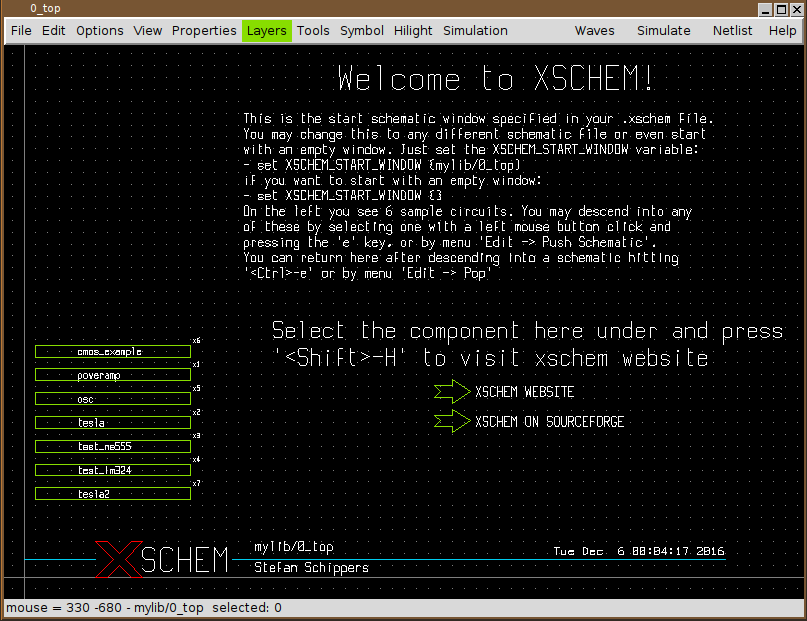 0_top
File Edit Options View Properties Layers Tools Symbol Hilight Simulation Waves Simulate Netlist Help
Welcome to XSCHEM!
This is the start schematic window specified in your .xschem file.
You may change this to any different schematic file or even start
with an empty window. Just set the XSCHEM_START_WINDOW variable:
- set XSCHEM_START_WINDOW {mylib/0_top}
if you want to start with an empty window:
- set XSCHEM_START_WINDOW {}
On the left you see 6 sample circuits. You may descend into any
of these by selecting one with a left mouse button click and
pressing the 'e' key, or by menu 'Edit -> Push Schematic'.
You can return here after descending into a schematic hitting
'<Ctrl>-e' or by menu 'Edit -> Pop'
Select the component here under and press
'<Shift>-H' to visit xschem website
XSCHEM WEBSITE
XSCHEM ON SOURCEFORGE
x6
cmos_example
x1
poweramp
x5
osc
x2
tesla
x3
test_ne555
x4
test_lm324
x7
tesla2
XSCHEM
mylib/0_top
Stefan Schippers
Tue Dec 6 00:04:17 2016
mouse = 330 -680 - mylib/0_top selected: 0